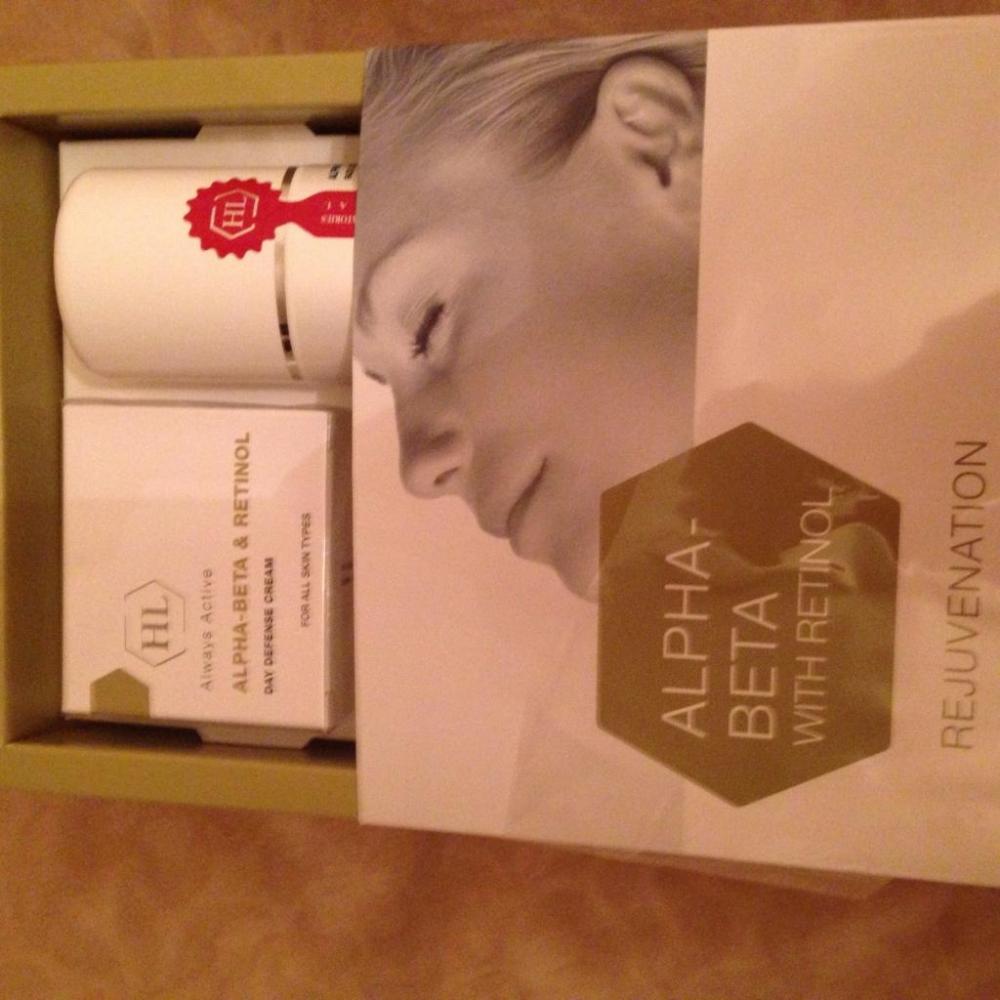 HL
HL
Always Active
ALPHA-BETA & RETINOL
DAY DEFENSE CREAM
FOR ALL SKIN TYPES
ALPHA-
BETA
WITH RETINOL
REJUVENATION